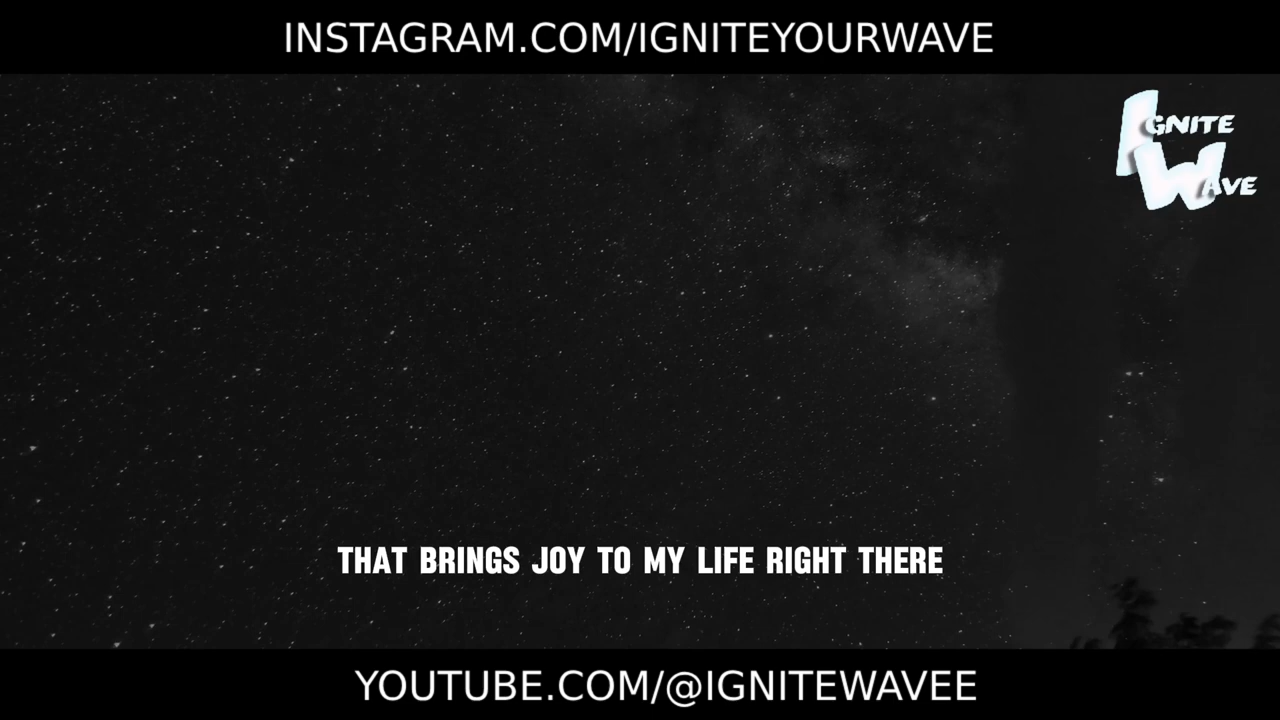 INSTAGRAM.COM/IGNITEYOURWAVE
IGNITE
WAVE
THAT BRINGS JOY TO MY LIFE RIGHT THERE
YOUTUBE.COM/@IGNITEWAVEE